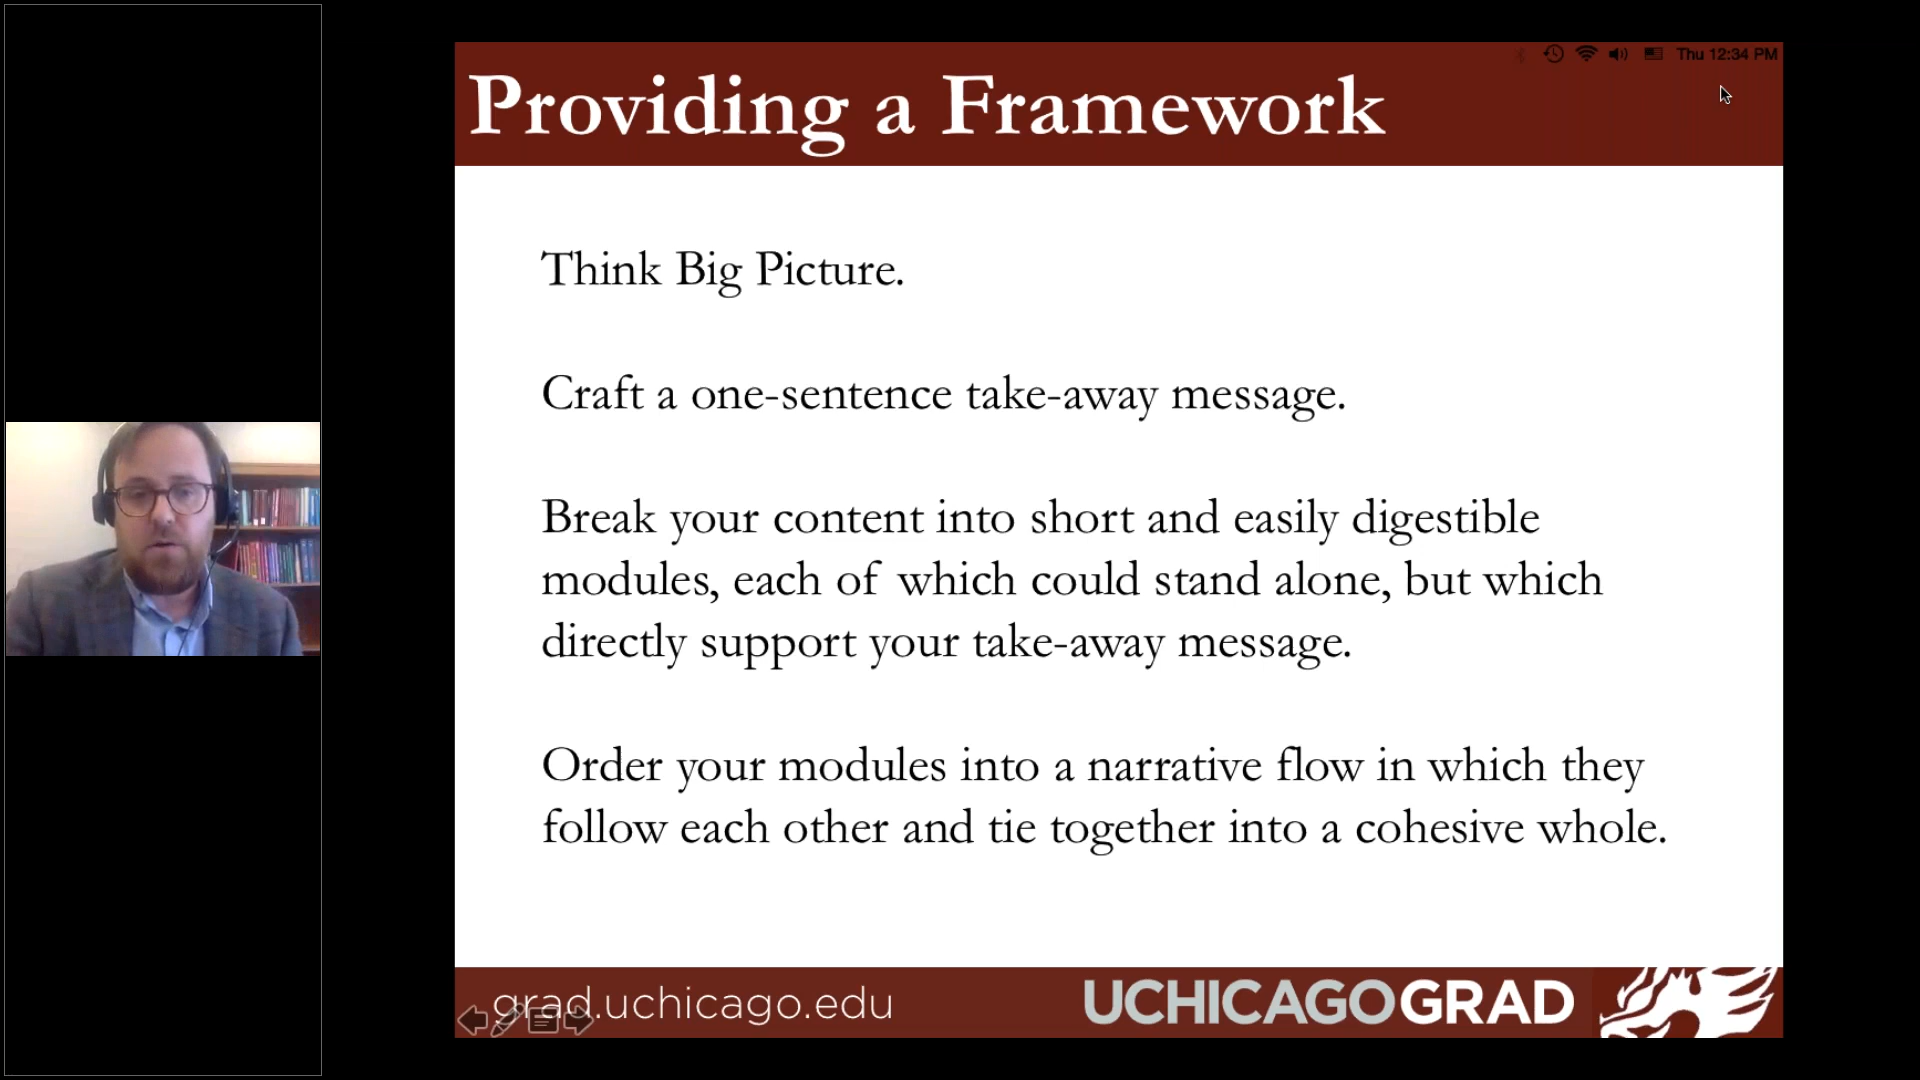 Thu 12:34 PM
Providing a Framework
Think Big Picture.
Craft a one-sentence take-away message.
Break your content into short and easily digestible
modules, each of which could stand alone, but which
directly support your take-away message.
Order your modules into a narrative flow in which they
follow each other and tie together into a cohesive whole.
grad.uchicago.edu
UCHICAGOGRAD